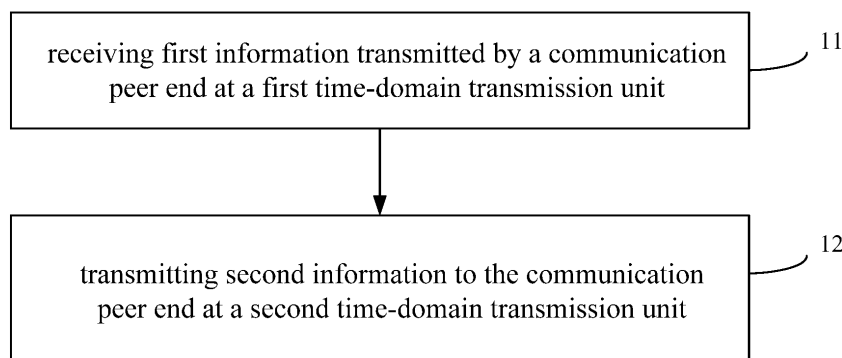 receiving first information transmitted by a communication
peer end at a first time-domain transmission unit
11
transmitting second information to the communication
peer end at a second time-domain transmission unit
12